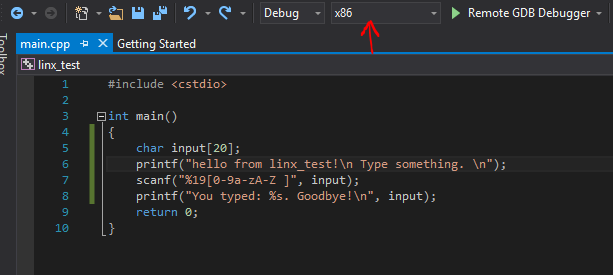 Debug x86 Remote GDB Debugger
Toolbox
main.cpp Getting Started
linx_test
1 #include <cstdio>
2
3 int main()
4 {
5 char input[20];
6 printf("hello from linx_test!\n Type something. \n");
7 scanf("%19[0-9a-zA-Z ]", input);
8 printf("You typed: %s. Goodbye!\n", input);
9 return 0;
10 }